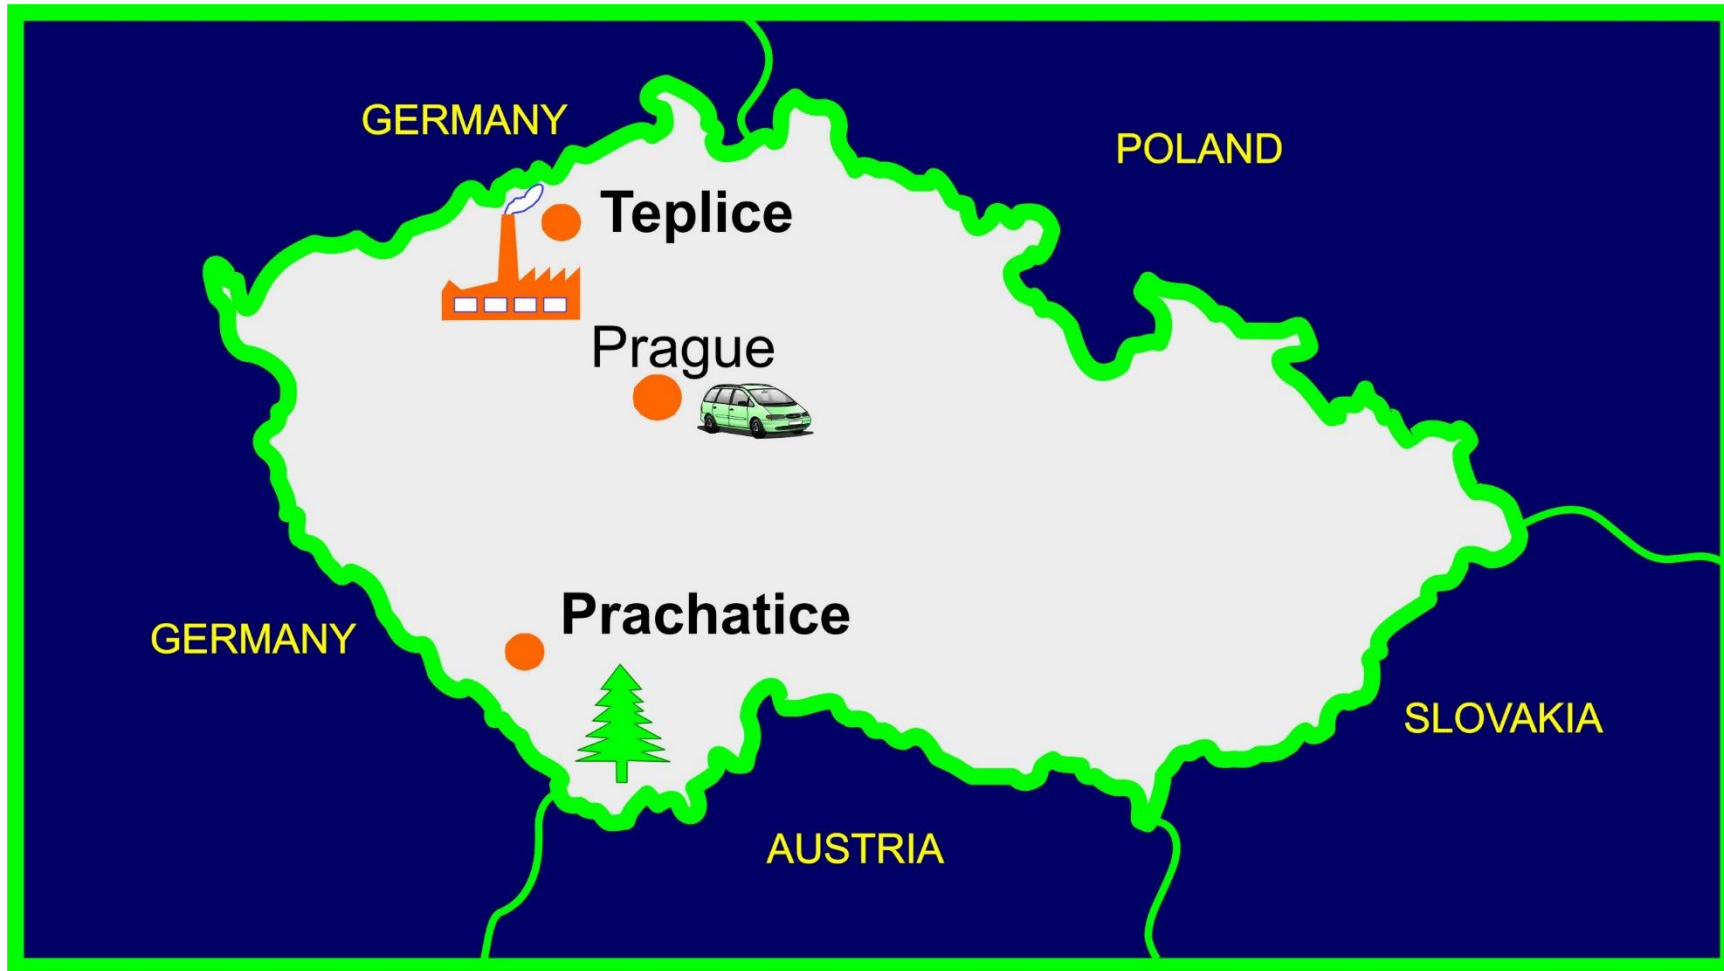 GERMANY
POLAND
Teplice
Prague
Prachatice
GERMANY
SLOVAKIA
AUSTRIA